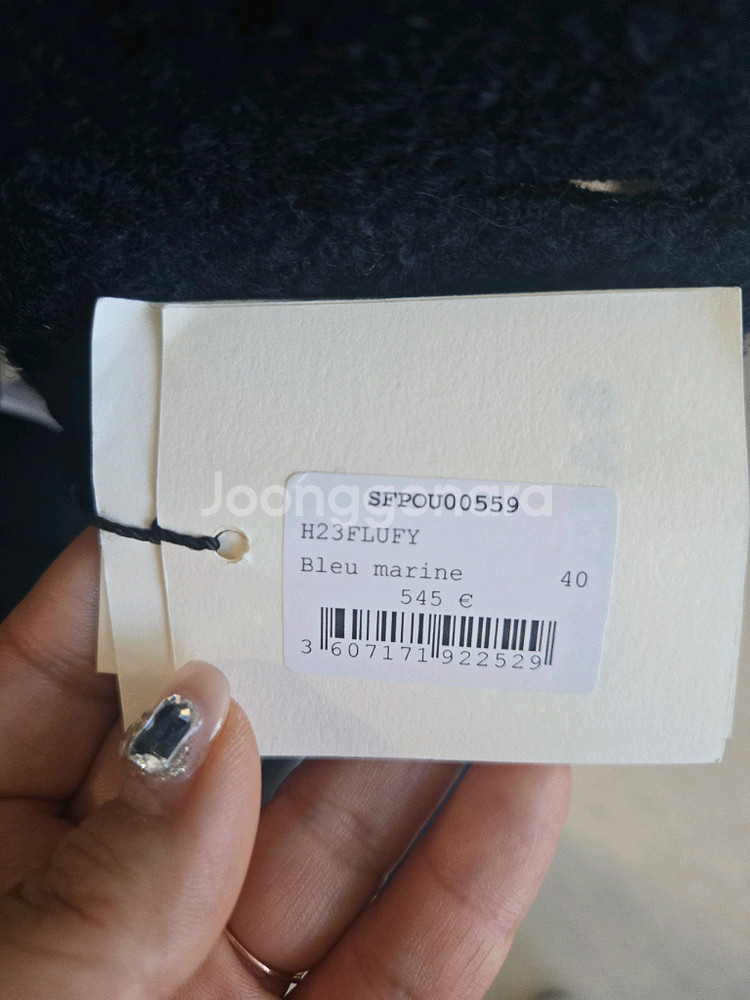 Joonggonara
SFPOU00559
H23FLUFY
Bleu marine 40
545 €
3 607171 922529